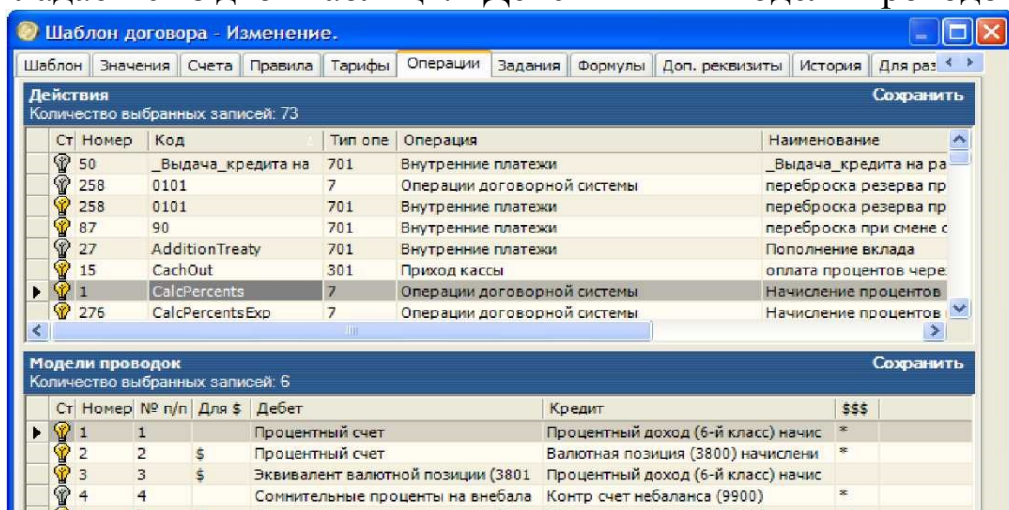 Шаблон договора - Изменение.
Шаблон Значения Счета Правила Тарифы Операции Задания Формулы Доп. реквизиты История Для раз
Действия Сохранить
Количество выбранных записей: 73
Ст Номер Код Тип опе Операция Наименование
50 _Выдача_кредита на 701 Внутренние платежи _Выдача_кредита на ра
258 0101 7 Операции договорной системы переброска резерва пр
258 0101 701 Внутренние платежи переброска резерва пр
87 90 701 Внутренние платежи переброска при смене с
27 AdditionTreaty 701 Внутренние платежи Пополнение вклада
15 CachOut 301 Приход кассы оплата процентов чере
1 CalcPercents 7 Операции договорной системы Начисление процентов
276 CalcPercentsExp 7 Операции договорной системы Начисление процентов
Модели проводок Сохранить
Количество выбранных записей: 6
Ст Номер № п/п Для $ Дебет Кредит $$$
1 1 Процентный счет Процентный доход (6-й класс) начис *
2 2 $ Процентный счет Валютная позиция (3800) начислени *
3 3 $ Эквивалент валютной позиции (3801 Процентный доход (6-й класс) начис
4 4 Сомнительные проценты на внебала Контр счет небаланса (9900) *